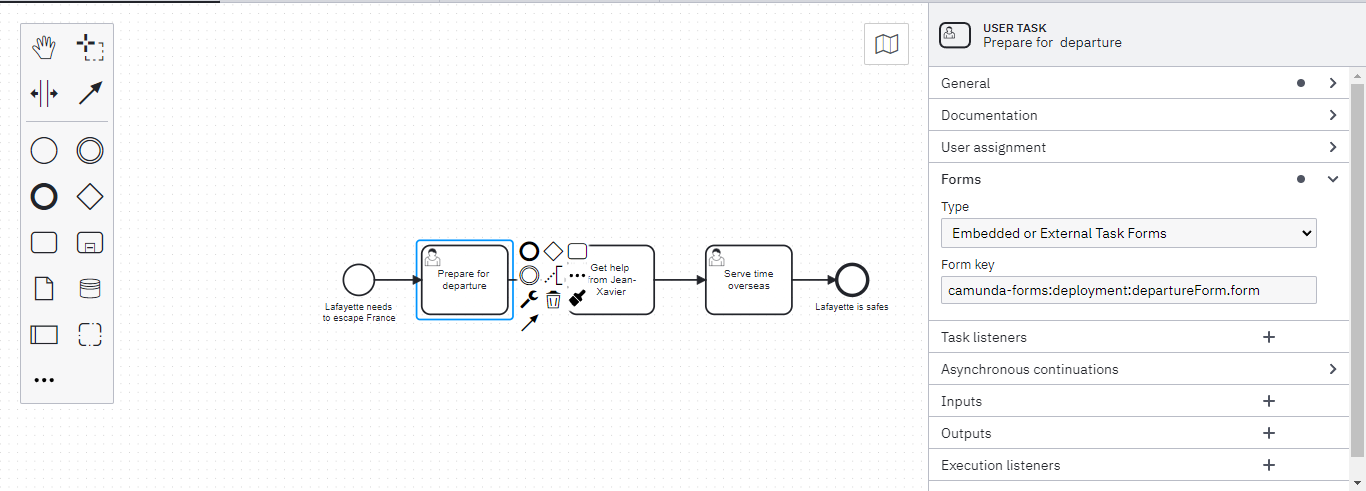 USER TASK
Prepare for departure
General
Documentation
User assignment
Forms
Type
Embedded or External Task Forms
Form key
camunda-forms:deployment:departureForm.form
Task listeners
Asynchronous continuations
Inputs
Outputs
Execution listeners
Lafayette needs
to escape France
Prepare for
departure
Get help
from Jean-
Xavier
Serve time
overseas
Lafayette is safes